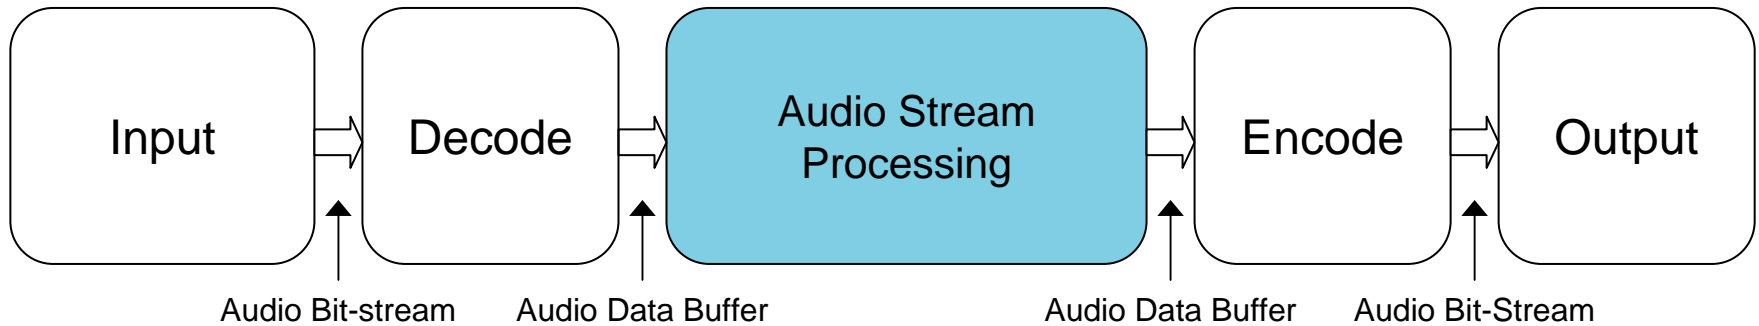 Input
Decode
Audio Stream
Processing
Encode
Output
Audio Bit-stream
Audio Data Buffer
Audio Data Buffer
Audio Bit-Stream